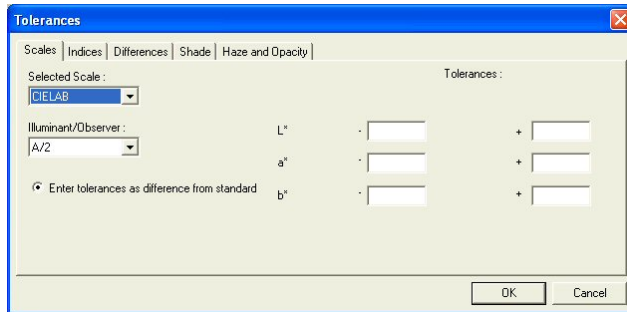 Tolerances
Scales Indices Differences Shade Haze and Opacity
Selected Scale : Tolerances :
CIELAB
Illuminant/Observer :
A/2
L* - +
a* - +
Enter tolerances as difference from standard
b* - +
OK Cancel